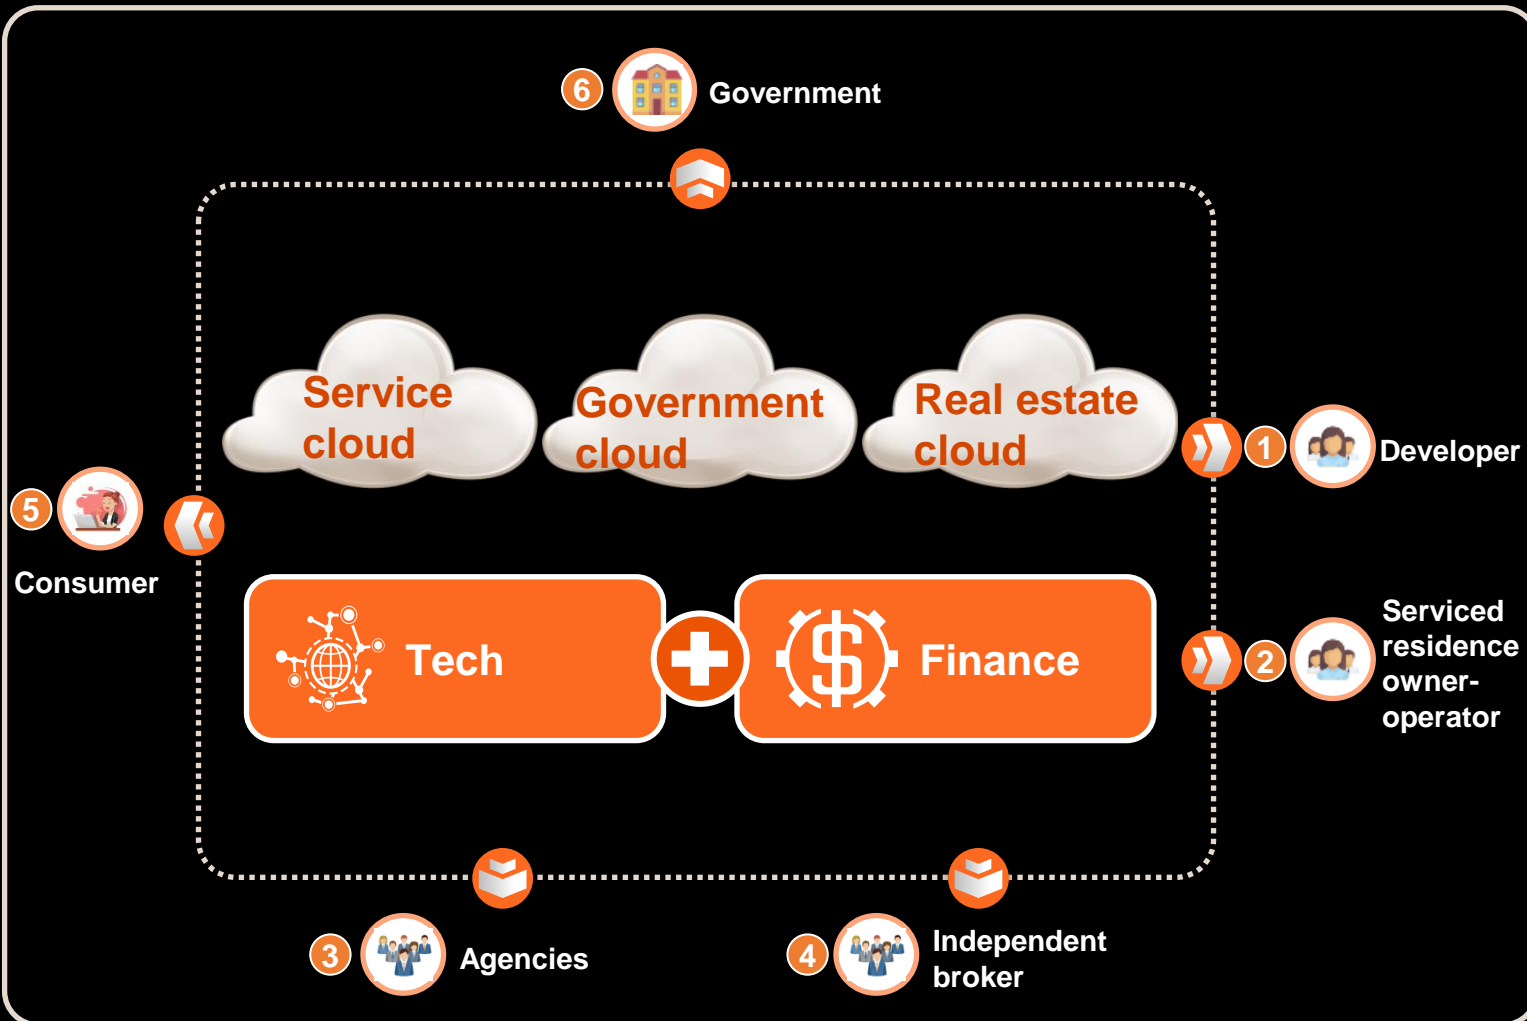 6
Government
Service
cloud
Government
cloud
Real estate
cloud
1
Developer
5
Consumer
Tech
$
Finance
2
Serviced
residence
owner-
operator
3
Agencies
4
Independent
broker